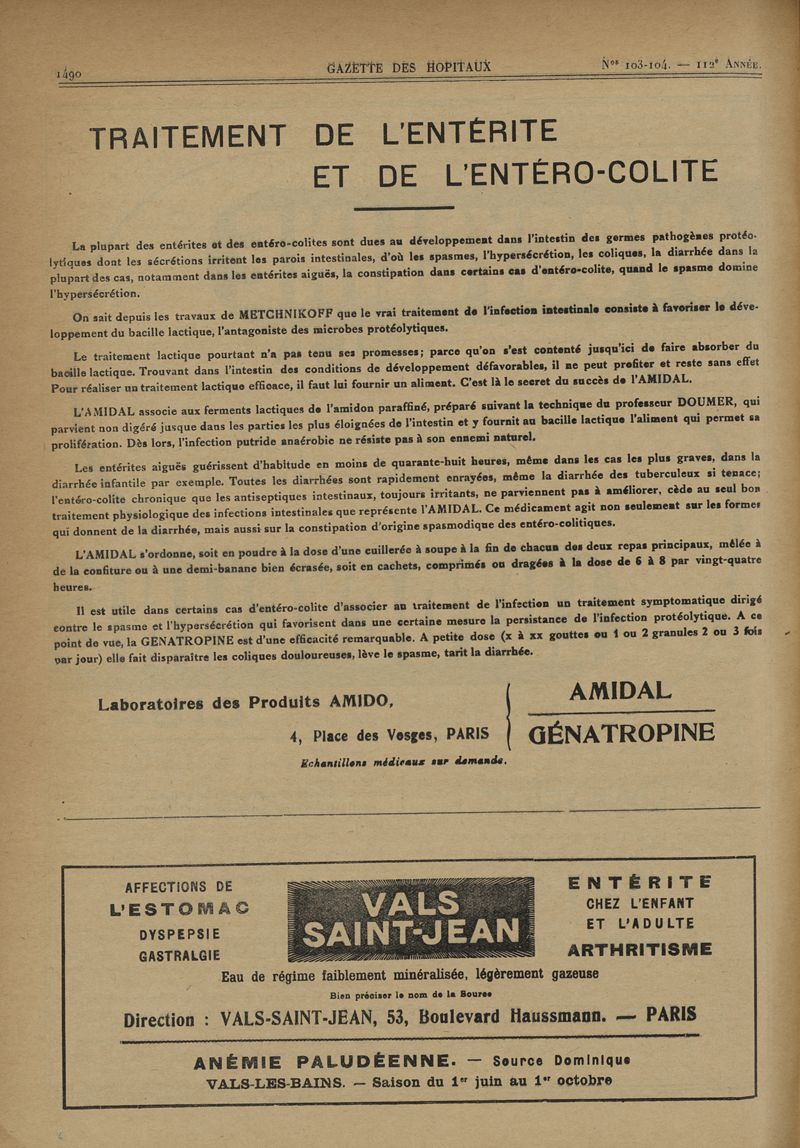 1490
GAZETTE DES HOPITAUX
Nos 103-104. — 112e ANNÉE.
TRAITEMENT DE L'ENTÉRITE
ET DE L'ENTÉRO-COLITE
La plupart des entérites et des entéro-colites sont dues au développement dans l'intestin des germes pathogènes protéo-
lytiques dont les sécrétions irritent les parois intestinales, d'où les spasmes, l'hypersécrétion, les coliques, la diarrhée dans la
plupart des cas, notamment dans les entérites aiguës, la constipation dans certains cas d'entéro-colite, quand le spasme domine
l'hypersécrétion.
On sait depuis les travaux de METCHNIKOFF que le vrai traitement de l'infection intestinale consiste à favoriser le déve-
loppement du bacille lactique, l'antagoniste des microbes protéolytiques.
Le traitement lactique pourtant n'a pas tenu ses promesses; parce qu'on s'est contenté jusqu'ici de faire absorber du
bacille lactique. Trouvant dans l'intestin des conditions de développement défavorables, il ne peut profiter et reste sans effet
Pour réaliser un traitement lactique efficace, il faut lui fournir un aliment. C'est là le secret du succès de l'AMIDAL.
L'AMIDAL associe aux ferments lactiques de l'amidon paraffiné, préparé suivant la technique du professeur DOUMER, qui
parvient non digéré jusque dans les parties les plus éloignées de l'intestin et y fournit au bacille lactique l'aliment qui permet sa
prolifération. Dès lors, l'infection putride anaérobie ne résiste pas à son ennemi naturel.
Les entérites aiguës guérissent d'habitude en moins de quarante-huit heures, même dans les cas les plus graves, dans la
diarrhée infantile par exemple. Toutes les diarrhées sont rapidement enrayées, même la diarrhée des tuberculeux si tenace;
l'entéro-colite chronique que les antiseptiques intestinaux, toujours irritants, ne parviennent pas à améliorer, cède au seul bon
traitement physiologique des infections intestinales que représente l'AMIDAL. Ce médicament agit non seulement sur les formes
qui donnent de la diarrhée, mais aussi sur la constipation d'origine spasmodique des entéro-colitiques.
L'AMIDAL s'ordonne, soit en poudre à la dose d'une cuillerée à soupe à la fin de chacun des deux repas principaux, mêlée à
de la confiture ou à une demi-banane bien écrasée, soit en cachets, comprimés ou dragées à la dose de 6 à 8 par vingt-quatre
heures.
Il est utile dans certains cas d'entéro-colite d'associer au traitement de l'infection un traitement symptomatique dirigé
contre le spasme et l'hypersécrétion qui favorisent dans une certaine mesure la persistance de l'infection protéolytique. A ce
point de vue, la GENATROPINE est d'une efficacité remarquable. A petite dose (x à xx gouttes ou 1 ou 2 granules 2 ou 3 fois
par jour) elle fait disparaître les coliques douloureuses, lève le spasme, tarit la diarrhée.
Laboratoires des Produits AMIDO,
4, Place des Vosges, PARIS
Echantillons médicaux sur demande.
AMIDAL
GÉNATROPINE
AFFECTIONS DE
L'ESTOMAC
DYSPEPSIE
GASTRALGIE
VALS
SAINT-JEAN
ENTÉRITE
CHEZ L'ENFANT
ET L'ADULTE
ARTHRITISME
Eau de régime faiblement minéralisée, légèrement gazeuse
Bien préciser le nom de la Source
Direction : VALS-SAINT-JEAN, 53, Boulevard Haussmann. — PARIS
ANÉMIE PALUDÉENNE. — Source Dominique
VALS-LES-BAINS. — Saison du 1er juin au 1er octobre